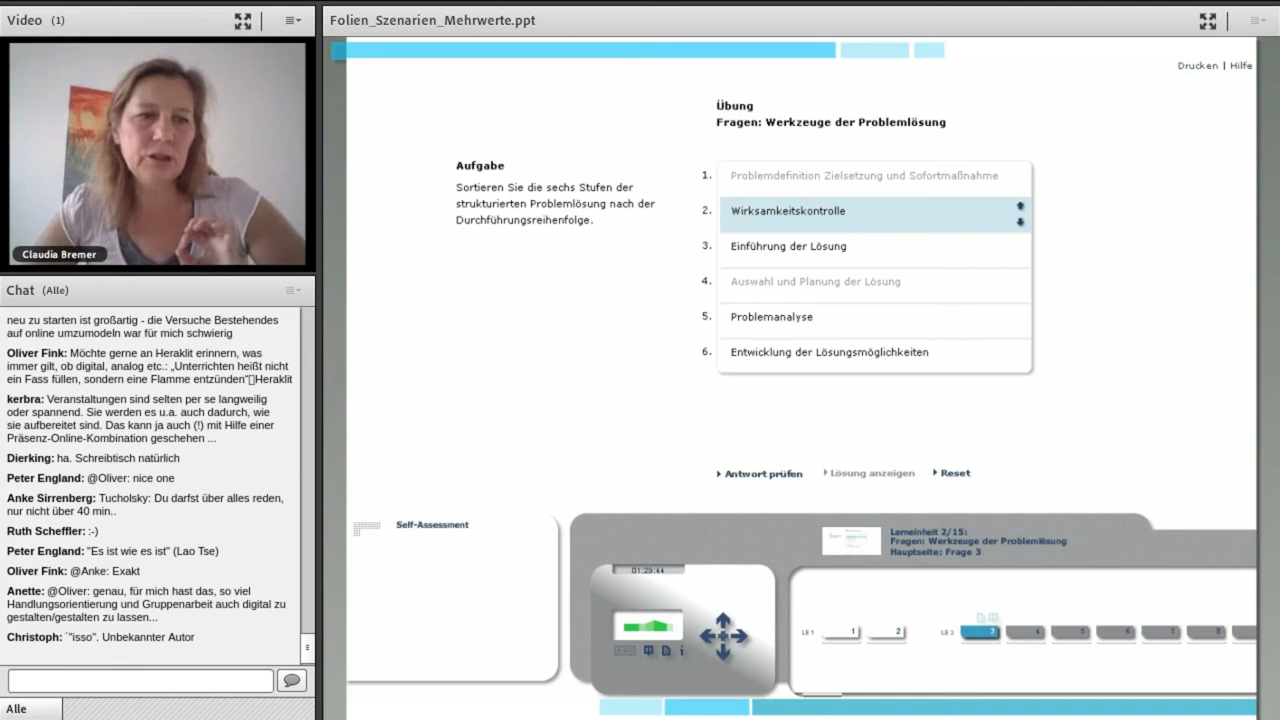 Video (1)
Folien_Szenarien_Mehrwerte.ppt
Claudia Bremer
Chat (Alle)
neu zu starten ist großartig - die Versuche Bestehendes
auf online umzumodeln war für mich schwierig
Oliver Fink: Möchte gerne an Heraklit erinnern, was
immer gilt, ob digital, analog etc.: „Unterrichten heißt nicht
ein Fass füllen, sondern eine Flamme entzünden"Heraklit
kerbra: Veranstaltungen sind selten per se langweilig
oder spannend. Sie werden es u.a. auch dadurch, wie
sie aufbereitet sind. Das kann ja auch (!) mit Hilfe einer
Präsenz-Online-Kombination geschehen ...
Dierking: ha. Schreibtisch natürlich
Peter England: @Oliver: nice one
Anke Sirrenberg: Tucholsky: Du darfst über alles reden,
nur nicht über 40 min..
Ruth Scheffler: :-)
Peter England: "Es ist wie es ist" (Lao Tse)
Oliver Fink: @Anke: Exakt
Anette: @Oliver: genau, für mich hast das, so viel
Handlungsorientierung und Gruppenarbeit auch digital zu
gestalten/gestalten zu lassen...
Christoph: ´"isso". Unbekannter Autor
Alle
Drucken | Hilfe
Übung
Fragen: Werkzeuge der Problemlösung
Aufgabe
Sortieren Sie die sechs Stufen der
strukturierten Problemlösung nach der
Durchführungsreihenfolge.
1. Problemdefinition Zielsetzung und Sofortmaßnahme
2. Wirksamkeitskontrolle
3. Einführung der Lösung
4. Auswahl und Planung der Lösung
5. Problemanalyse
6. Entwicklung der Lösungsmöglichkeiten
Antwort prüfen Lösung anzeigen Reset
Self-Assessment
Lerneinheit 2/15:
Fragen: Werkzeuge der Problemlösung
Hauptseite: Frage 3
01:29:44
LE 1 1 2 LE 2 3 4 5 6 7 8